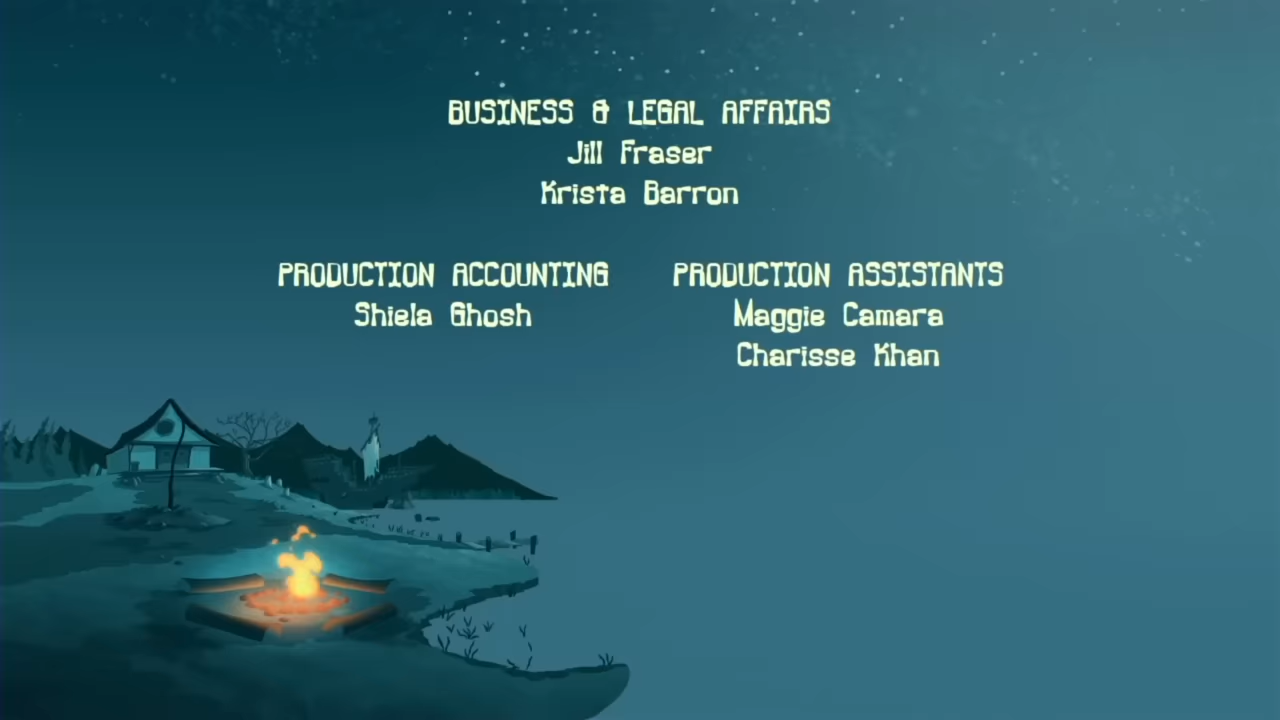 BUSINESS & LEGAL AFFAIRS
Jill Fraser
Krista Barron
PRODUCTION ACCOUNTING
Shiela Ghosh
PRODUCTION ASSISTANTS
Maggie Camara
Charisse Khan